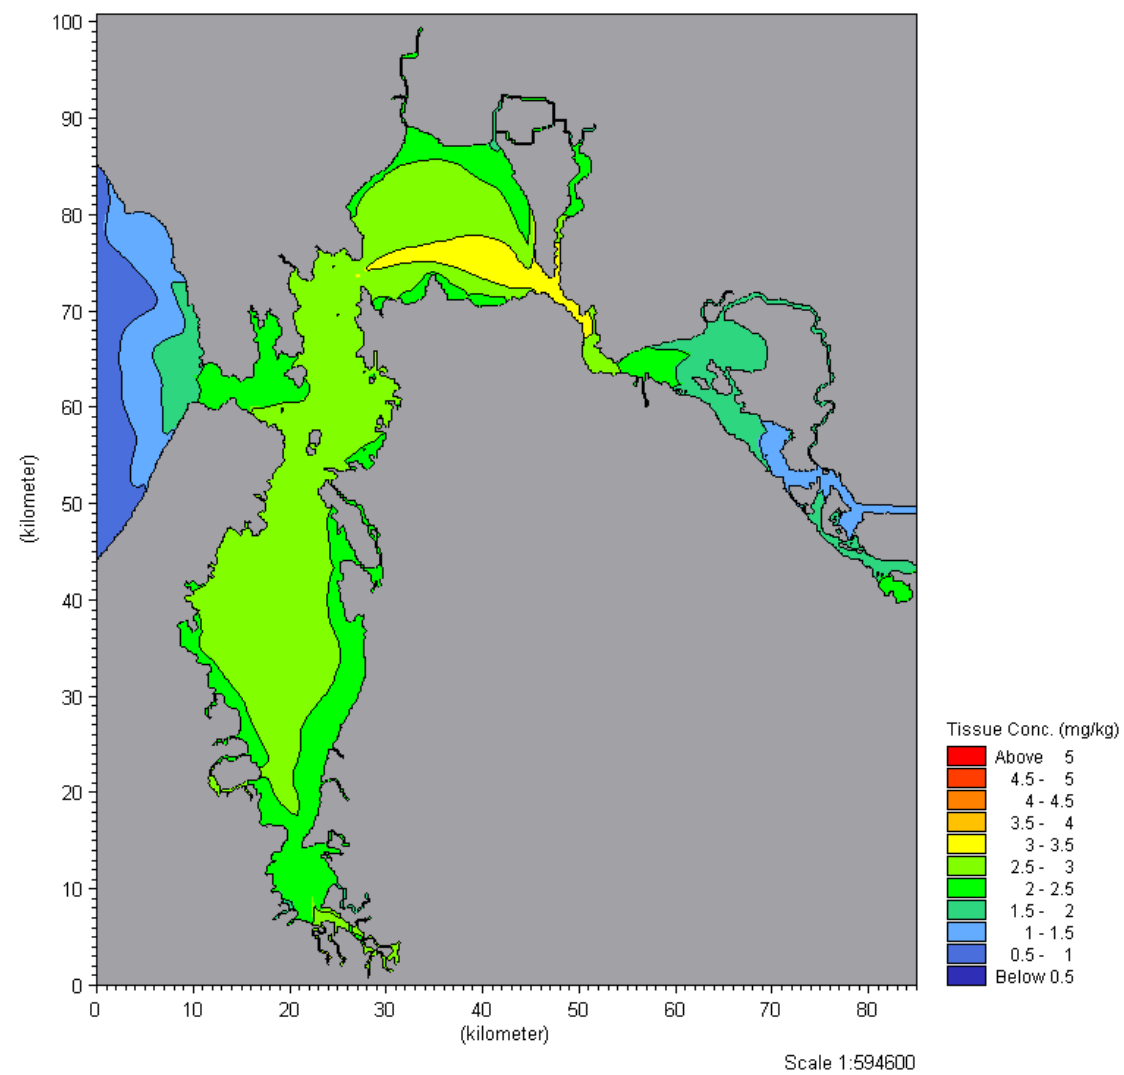 100
90
80
70
60
50
40
30
20
10
0
(kilometer)
0 10 20 30 40 50 60 70 80
(kilometer)
Scale 1:594600
Tissue Conc. (mg/kg)
Above 5
4.5 - 5
4 - 4.5
3.5 - 4
3 - 3.5
2.5 - 3
2 - 2.5
1.5 - 2
1 - 1.5
0.5 - 1
Below 0.5